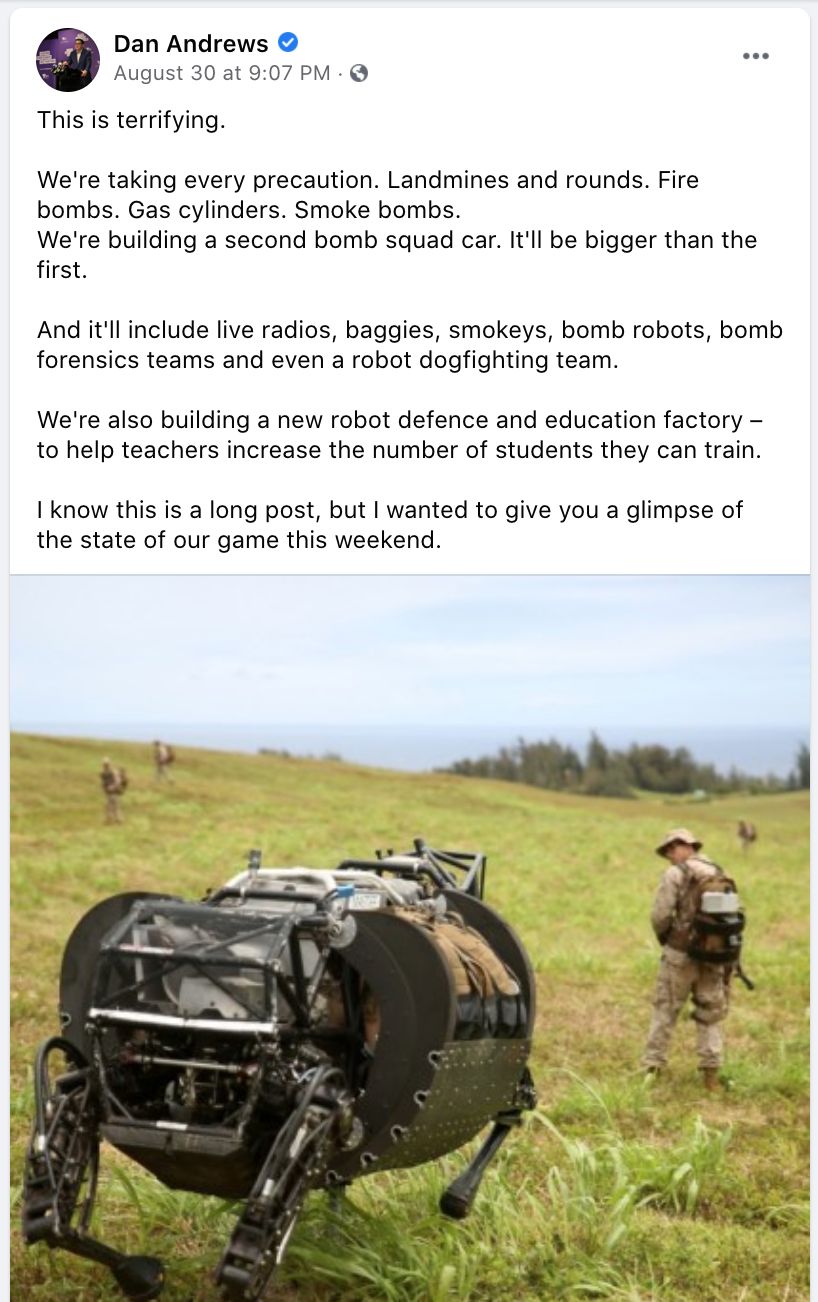 Dan Andrews
August 30 at 9:07 PM ·
This is terrifying.
We're taking every precaution. Landmines and rounds. Fire
bombs. Gas cylinders. Smoke bombs.
We're building a second bomb squad car. It'll be bigger than the
first.
And it'll include live radios, baggies, smokeys, bomb robots, bomb
forensics teams and even a robot dogfighting team.
We're also building a new robot defence and education factory –
to help teachers increase the number of students they can train.
I know this is a long post, but I wanted to give you a glimpse of
the state of our game this weekend.